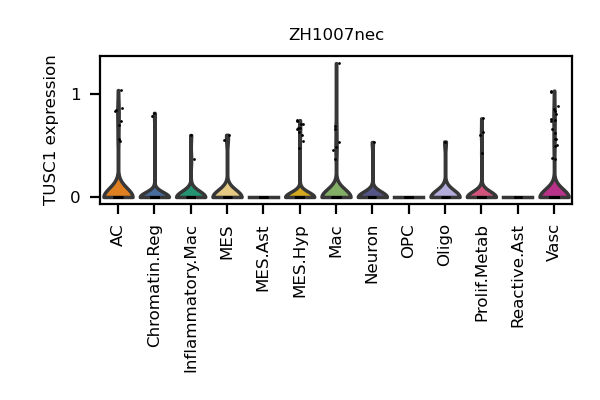 ZH1007nec
TUSC1 expression
1
0
AC
Chromatin.Reg
Inflammatory.Mac
MES
MES.Ast
MES.Hyp
Mac
Neuron
OPC
Oligo
Prolif.Metab
Reactive.Ast
Vasc